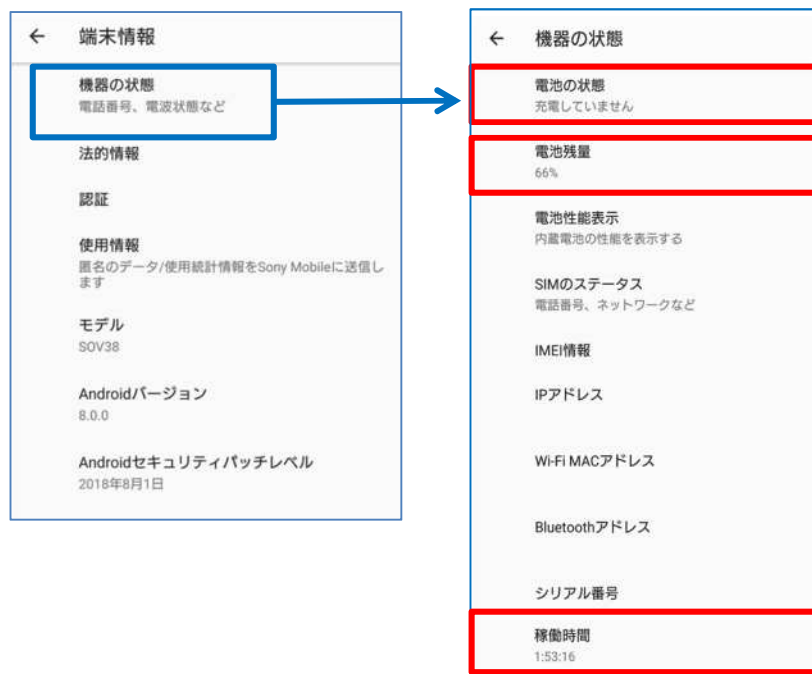 端末情報
機器の状態
電話番号、電波状態など
法的情報
認証
使用情報
匿名のデータ/使用統計情報をSony Mobileに送信し
ます
モデル
SOV38
Androidバージョン
8.0.0
Androidセキュリティパッチレベル
2018年8月1日
機器の状態
電池の状態
充電していません
電池残量
66%
電池性能表示
内蔵電池の性能を表示する
SIMのステータス
電話番号、ネットワークなど
IMEI情報
IPアドレス
Wi-Fi MACアドレス
Bluetoothアドレス
シリアル番号
稼働時間
1:53:16